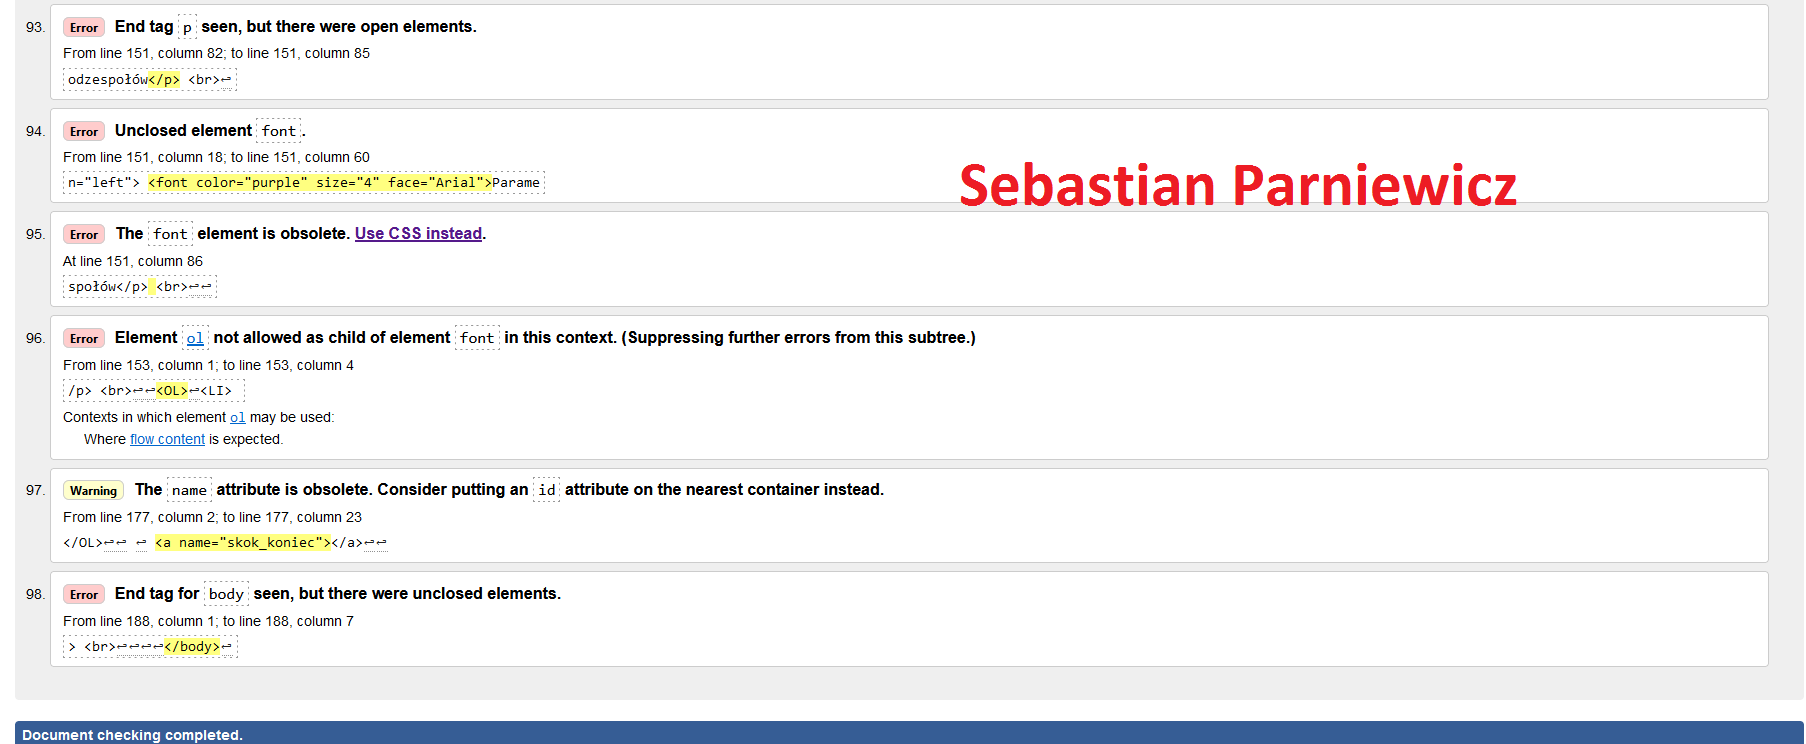 93. Error End tag p seen, but there were open elements.
From line 151, column 82; to line 151, column 85
odzespołów</p> <br>↩
94. Error Unclosed element font.
From line 151, column 18; to line 151, column 60
n="left"> <font color="purple" size="4" face="Arial">Parame
Sebastian Parniewicz
95. Error The font element is obsolete. Use CSS instead.
At line 151, column 86
społów</p> <br>↩↩
96. Error Element ol not allowed as child of element font in this context. (Suppressing further errors from this subtree.)
From line 153, column 1; to line 153, column 4
/p> <br>↩↩<OL>↩<LI>
Contexts in which element ol may be used:
Where flow content is expected.
97. Warning The name attribute is obsolete. Consider putting an id attribute on the nearest container instead.
From line 177, column 2; to line 177, column 23
</OL>↩↩ ↩ <a name="skok_koniec"></a>↩↩
98. Error End tag for body seen, but there were unclosed elements.
From line 188, column 1; to line 188, column 7
> <br>↩↩↩↩</body>↩
Document checking completed.